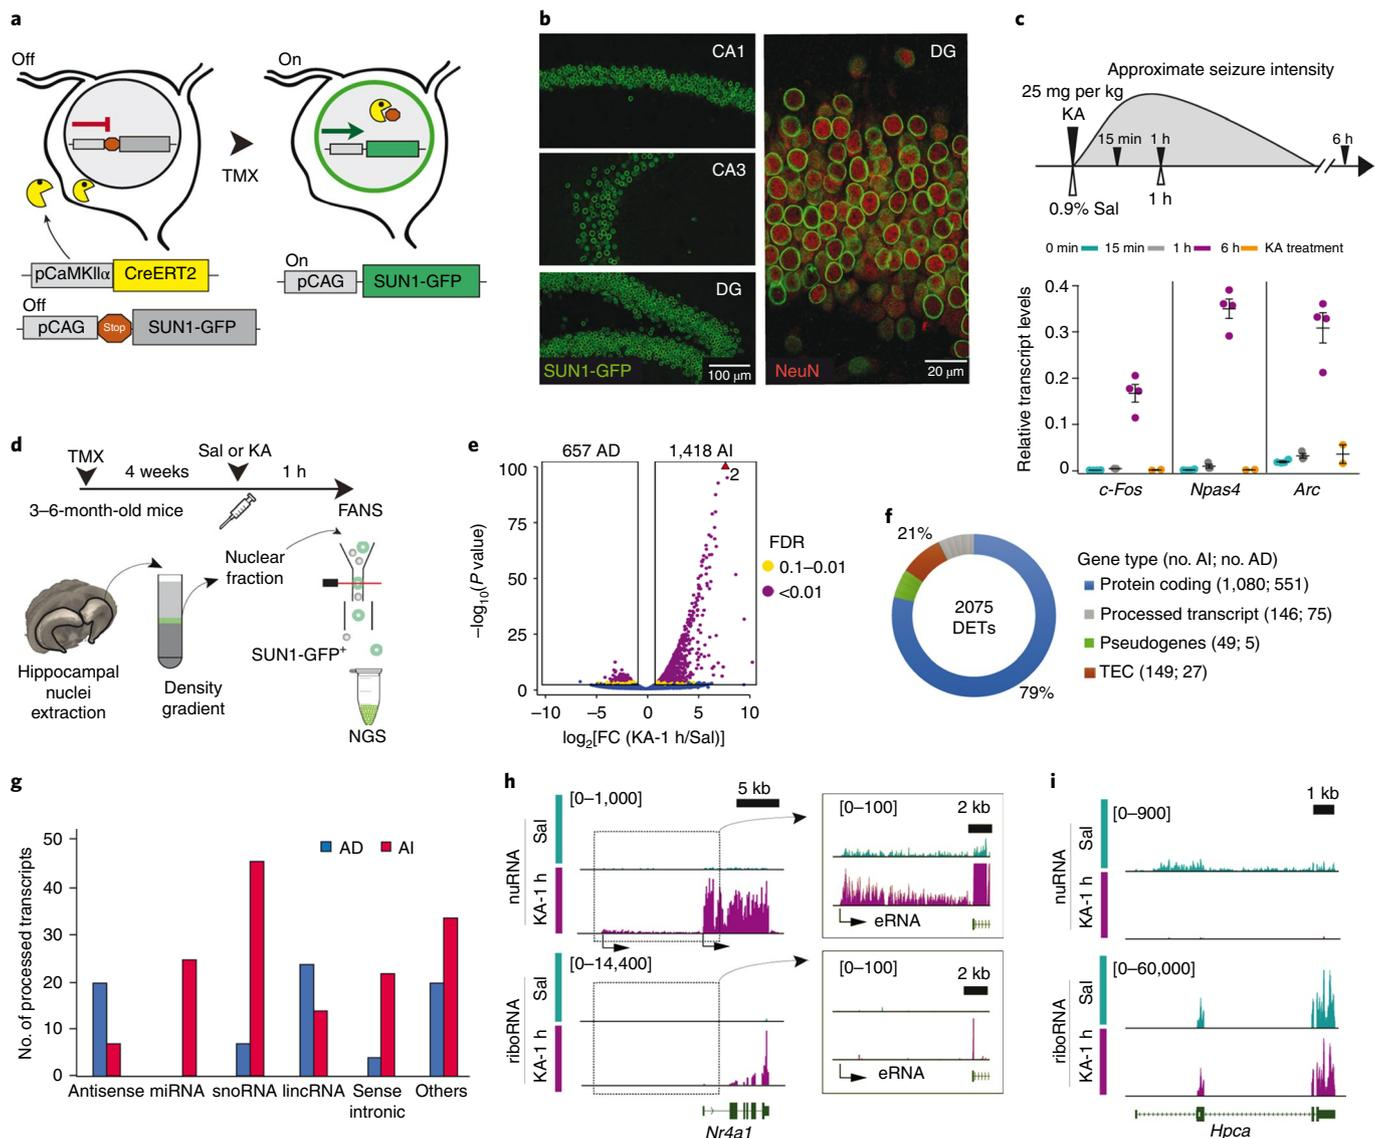 a
Off
On
TMX
pCaMKIIα CreERT2
Off
pCAG Stop SUN1-GFP
On
pCAG SUN1-GFP
b
CA1
CA3
DG
SUN1-GFP
100 μm
DG
NeuN
20 μm
c
Approximate seizure intensity
25 mg per kg
KA
15 min
1 h
6 h
0.9% Sal
1 h
0 min 15 min 1 h 6 h KA treatment
Relative transcript levels
0.4
0.3
0.2
0.1
0
c-Fos Npas4 Arc
d
TMX
4 weeks
Sal or KA
1 h
3–6-month-old mice
FANS
Nuclear
fraction
SUN1-GFP+
Hippocampal
nuclei
extraction
Density
gradient
NGS
e
657 AD
1,418 AI
2
–log10(P value)
100
75
50
25
0
–10 –5 0 5 10
log2[FC (KA-1 h/Sal)]
FDR
0.1–0.01
<0.01
f
21%
2075
DETs
79%
Gene type (no. AI; no. AD)
Protein coding (1,080; 551)
Processed transcript (146; 75)
Pseudogenes (49; 5)
TEC (149; 27)
g
No. of processed transcripts
50
40
30
20
10
0
AD AI
Antisense miRNA snoRNA lincRNA Sense Others
intronic
h
nuRNA
Sal
KA-1 h
[0–1,000]
5 kb
[0–100]
2 kb
eRNA
riboRNA
Sal
KA-1 h
[0–14,400]
[0–100]
2 kb
eRNA
Nr4a1
i
1 kb
nuRNA
Sal
KA-1 h
[0–900]
riboRNA
Sal
KA-1 h
[0–60,000]
Hpca